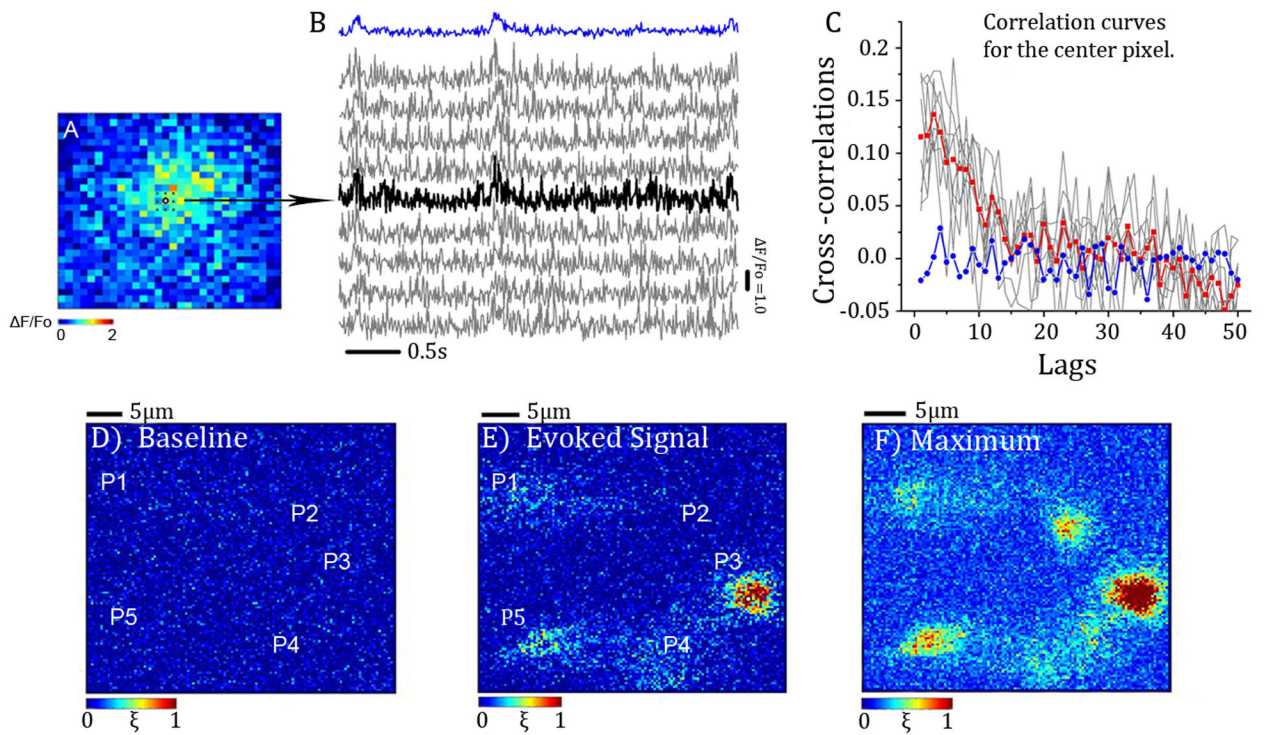 B
C
Correlation curves
for the center pixel.
0.2
0.15
0.10
0.05
0.0
-0.05
Cross -correlations
0 10 20 30 40 50
Lags
A
ΔF/Fo
0 2
ΔF/Fo =1.0
0.5s
5μm
D) Baseline
P1
P2
P3
P5
P4
0 ξ 1
5μm
E) Evoked Signal
P1
P2
P3
P5
P4
0 ξ 1
5μm
F) Maximum
0 ξ 1